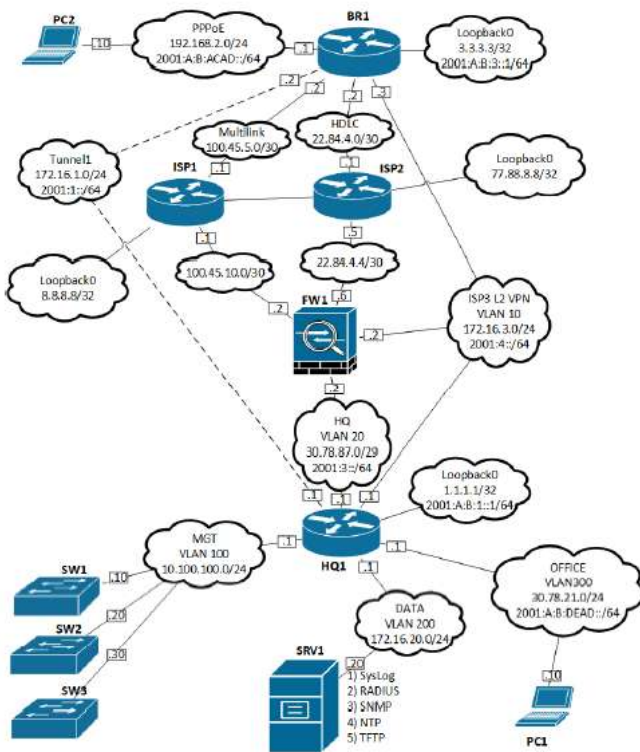 PC2
.10
PPPoE
192.168.2.0/24
2001:A:B:ACAD::/64
.1
BR1
Loopback0
3.3.3.3/32
2001:A:B:3::1/64
.2
.2
.2
.3
Multilink
100.45.5.0/30
HDLC
22.84.4.0/30
Tunnel1
172.16.1.0/24
2001:1::/64
ISP1
.1
.1
ISP2
Loopback0
77.88.8.8/32
.1
.5
100.45.10.0/30
22.84.4.4/30
Loopback0
8.8.8.8/32
.2
.6
FW1
.2
ISP3 L2 VPN
VLAN 10
172.16.3.0/24
2001:4::/64
.2
HQ
VLAN 20
30.78.87.0/29
2001:3::/64
.1
.1
.1
Loopback0
1.1.1.1/32
2001:A:B:1::1/64
MGT
VLAN 100
10.100.100.0/24
.1
HQ1
.1
.1
SW1
.10
SW2
.20
SW3
.30
DATA
VLAN 200
172.16.20.0/24
OFFICE
VLAN300
30.78.21.0/24
2001:A:B:DEAD::/64
SRV1
.20
1) SysLog
2) RADIUS
3) SNMP
4) NTP
5) TFTP
.10
PC1